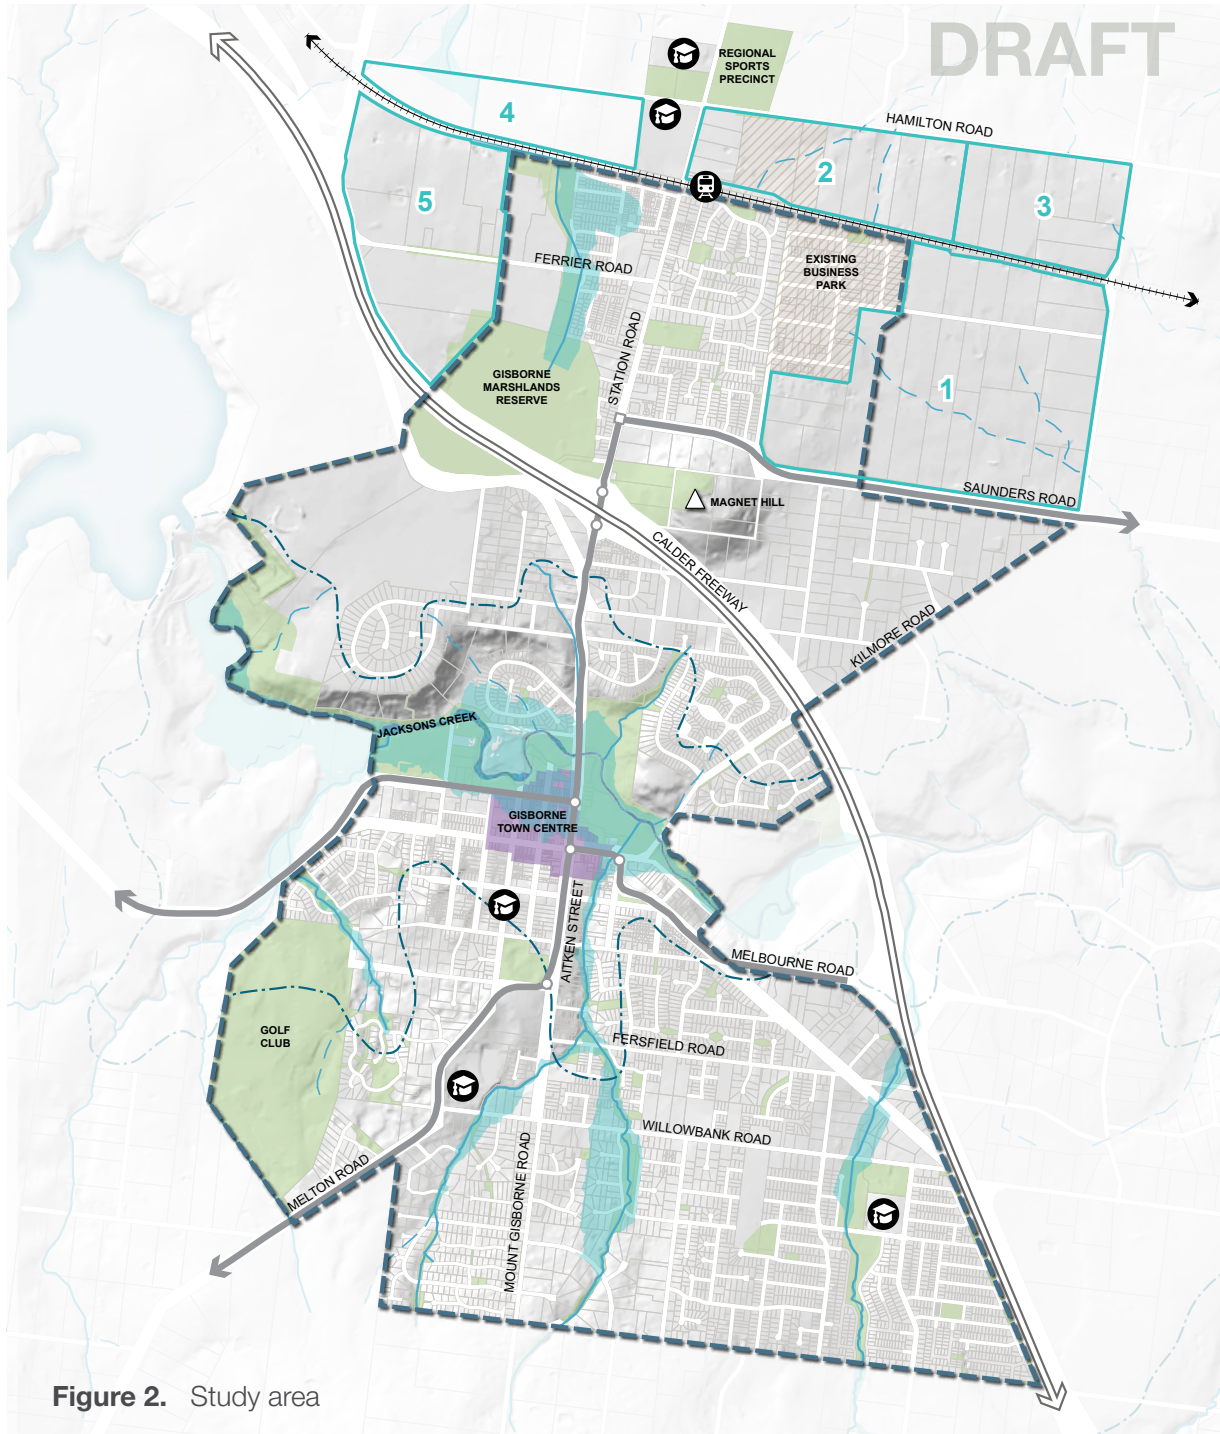 DRAFT
REGIONAL
SPORTS
PRECINCT
4
HAMILTON ROAD
2
3
5
FERRIER ROAD
EXISTING
BUSINESS
PARK
STATION ROAD
GISBORNE
MARSHLANDS
RESERVE
1
SAUNDERS ROAD
MAGNET HILL
CALDER FREEWAY
KILMORE ROAD
JACKSONS CREEK
GISBORNE
TOWN CENTRE
AITKEN STREET
MELBOURNE ROAD
GOLF
CLUB
FERSFIELD ROAD
WILLOWBANK ROAD
MELTON ROAD
MOUNT GISBORNE ROAD
Figure 2. Study area